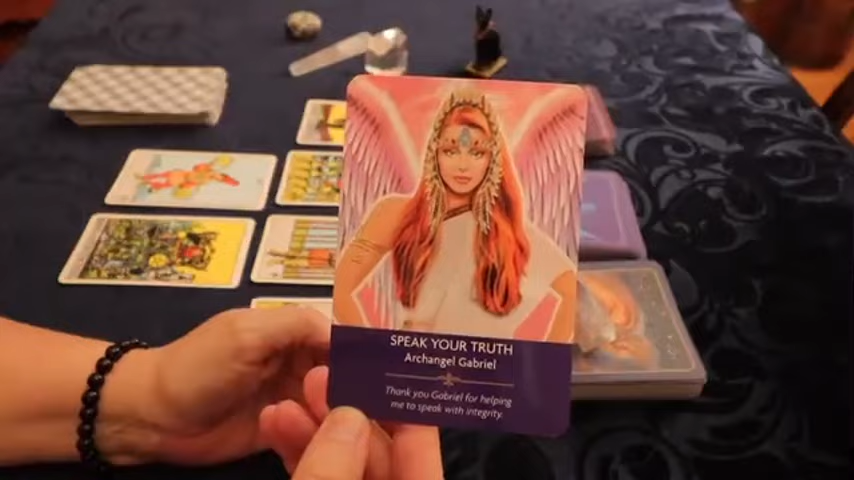 SPEAK YOUR TRUTH
Archangel Gabriel
Thank you Gabriel for helping
me to speak with integrity.